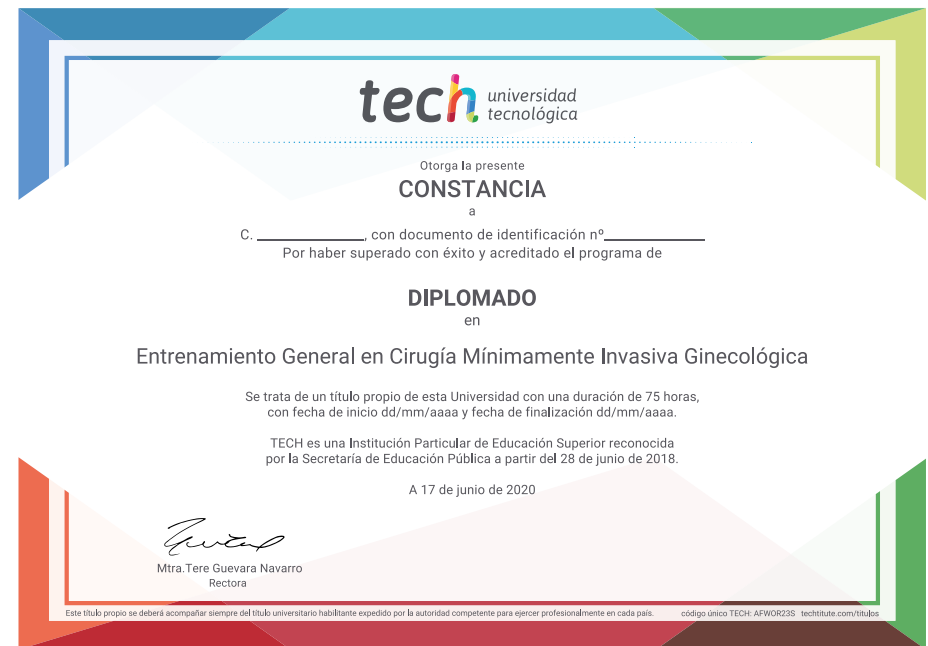 tech universidad
tecnológica
Otorga la presente
CONSTANCIA
a
C. ____________, con documento de identificación nº____________
Por haber superado con éxito y acreditado el programa de
DIPLOMADO
en
Entrenamiento General en Cirugía Mínimamente Invasiva Ginecológica
Se trata de un título propio de esta Universidad con una duración de 75 horas,
con fecha de inicio dd/mm/aaaa y fecha de finalización dd/mm/aaaa.
TECH es una Institución Particular de Educación Superior reconocida
por la Secretaría de Educación Pública a partir del 28 de junio de 2018.
A 17 de junio de 2020
Mtra.Tere Guevara Navarro
Rectora
Este título propio se deberá acompañar siempre del título universitario habilitante expedido por la autoridad competente para ejercer profesionalmente en cada país. código único TECH: AFWOR23S techtitute.com/titulos